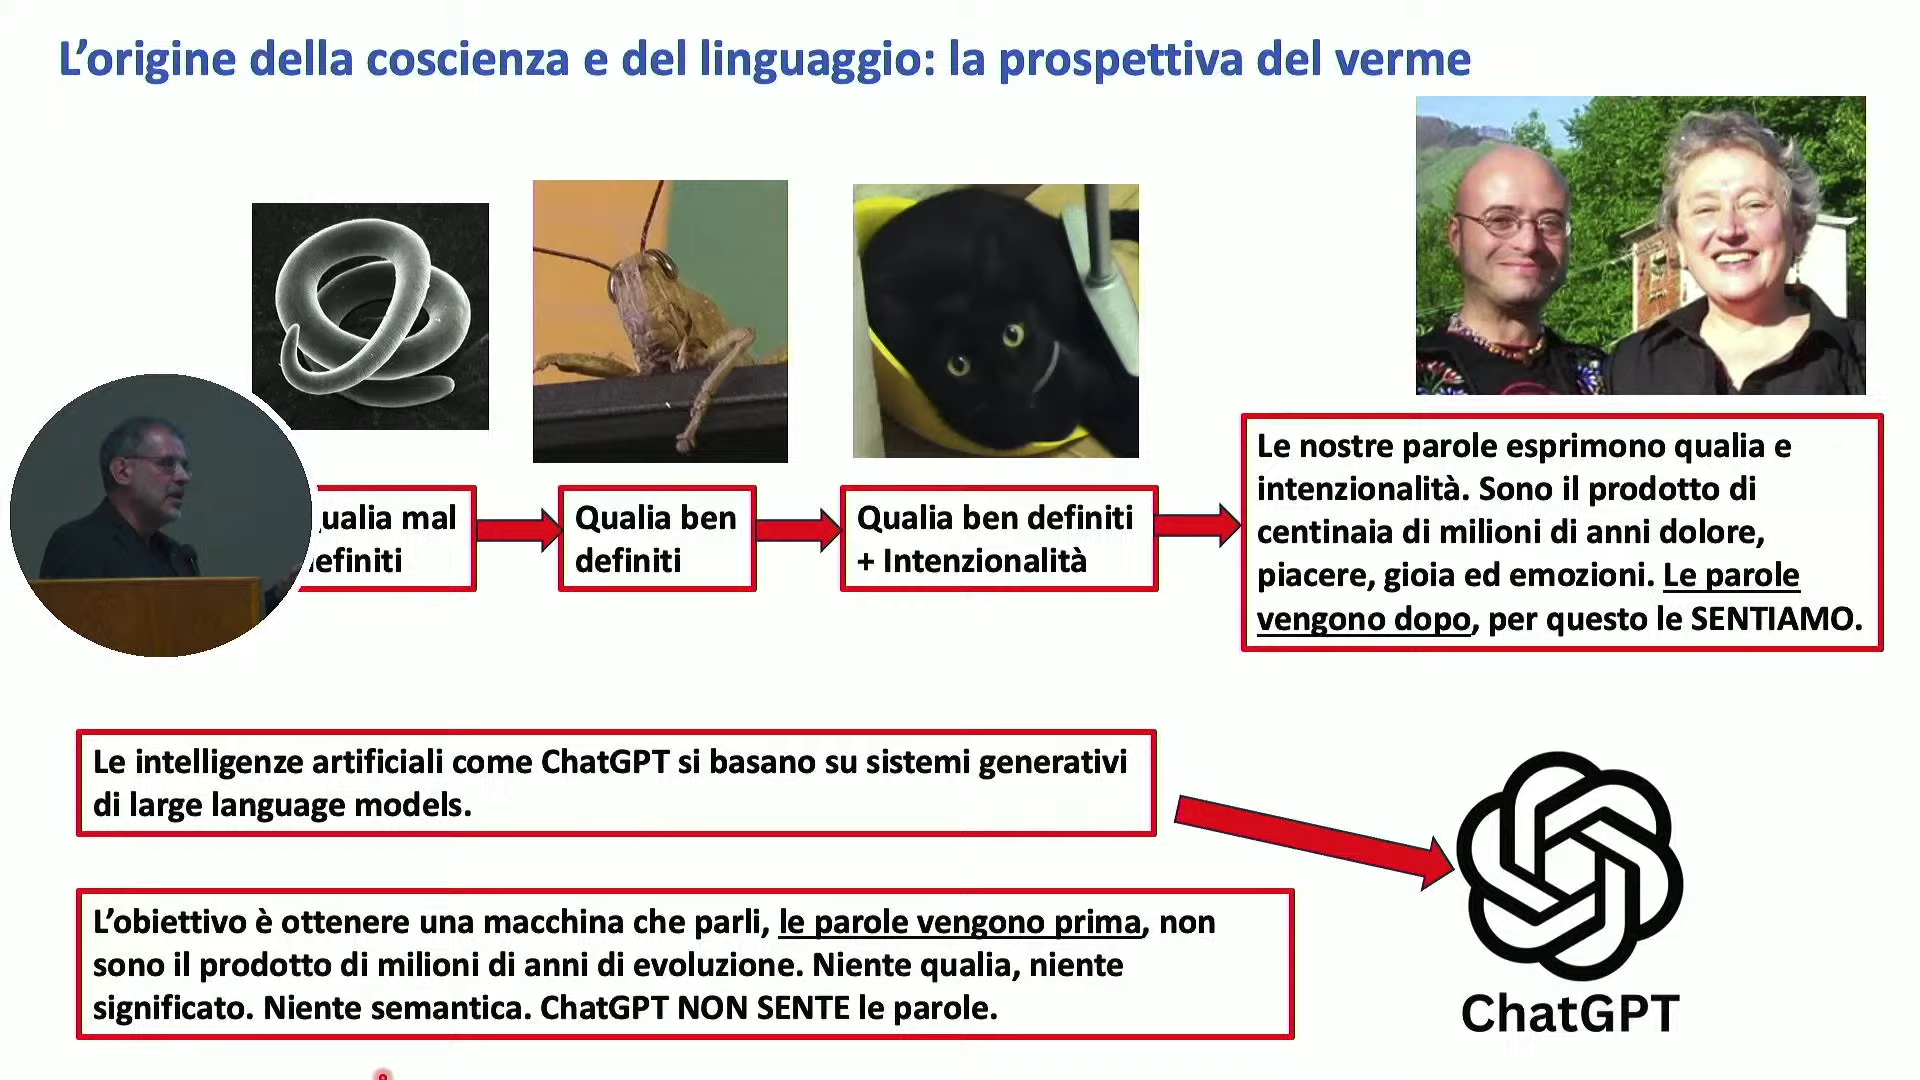 L’origine della coscienza e del linguaggio: la prospettiva del verme
ualia mal
efiniti
Qualia ben
definiti
Qualia ben definiti
+ Intenzionalità
Le nostre parole esprimono qualia e
intenzionalità. Sono il prodotto di
centinaia di milioni di anni dolore,
piacere, gioia ed emozioni. Le parole
vengono dopo, per questo le SENTIAMO.
Le intelligenze artificiali come ChatGPT si basano su sistemi generativi
di large language models.
L’obiettivo è ottenere una macchina che parli, le parole vengono prima, non
sono il prodotto di milioni di anni di evoluzione. Niente qualia, niente
significato. Niente semantica. ChatGPT NON SENTE le parole.
ChatGPT